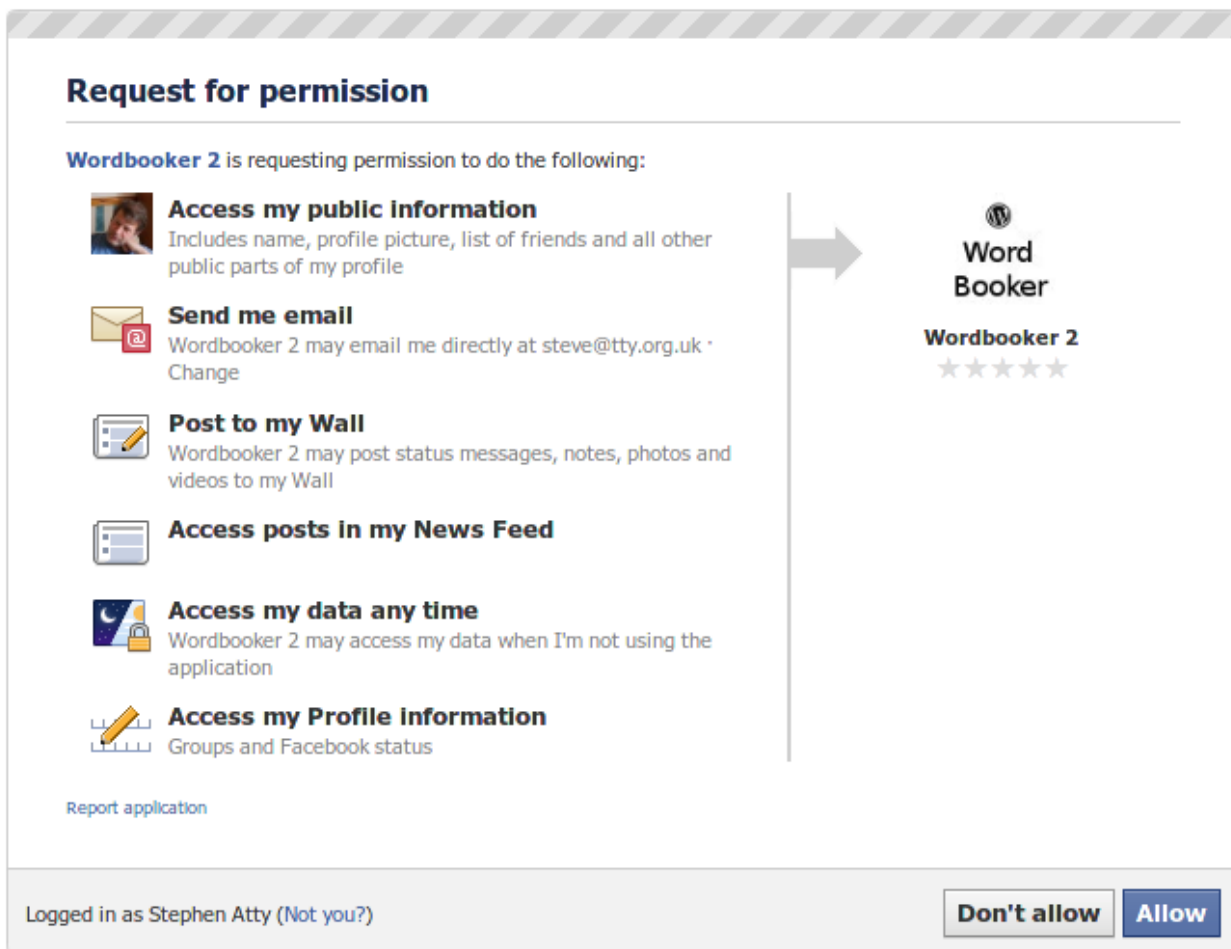 Request for permission
Wordbooker 2 is requesting permission to do the following:
Access my public information
Includes name, profile picture, list of friends and all other
public parts of my profile
Send me email
Wordbooker 2 may email me directly at steve@tty.org.uk ·
Change
Post to my Wall
Wordbooker 2 may post status messages, notes, photos and
videos to my Wall
Access posts in my News Feed
Access my data any time
Wordbooker 2 may access my data when I'm not using the
application
Access my Profile information
Groups and Facebook status
Word
Booker
Wordbooker 2
Report application
Logged in as Stephen Atty (Not you?)
Don't allow
Allow